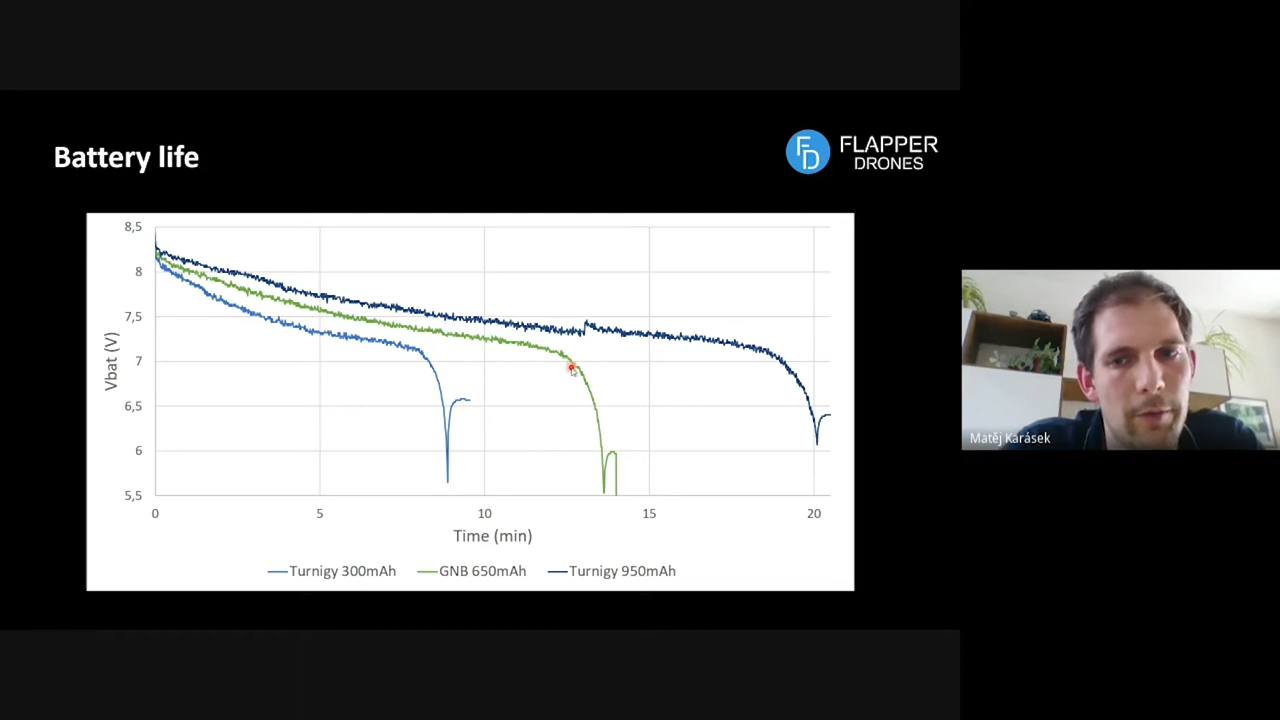 Battery life
FLAPPER
DRONES
8,5
8
7,5
7
6,5
6
5,5
Vbat (V)
0 5 10 15 20
Time (min)
Turnigy 300mAh GNB 650mAh Turnigy 950mAh
Matěj Karásek